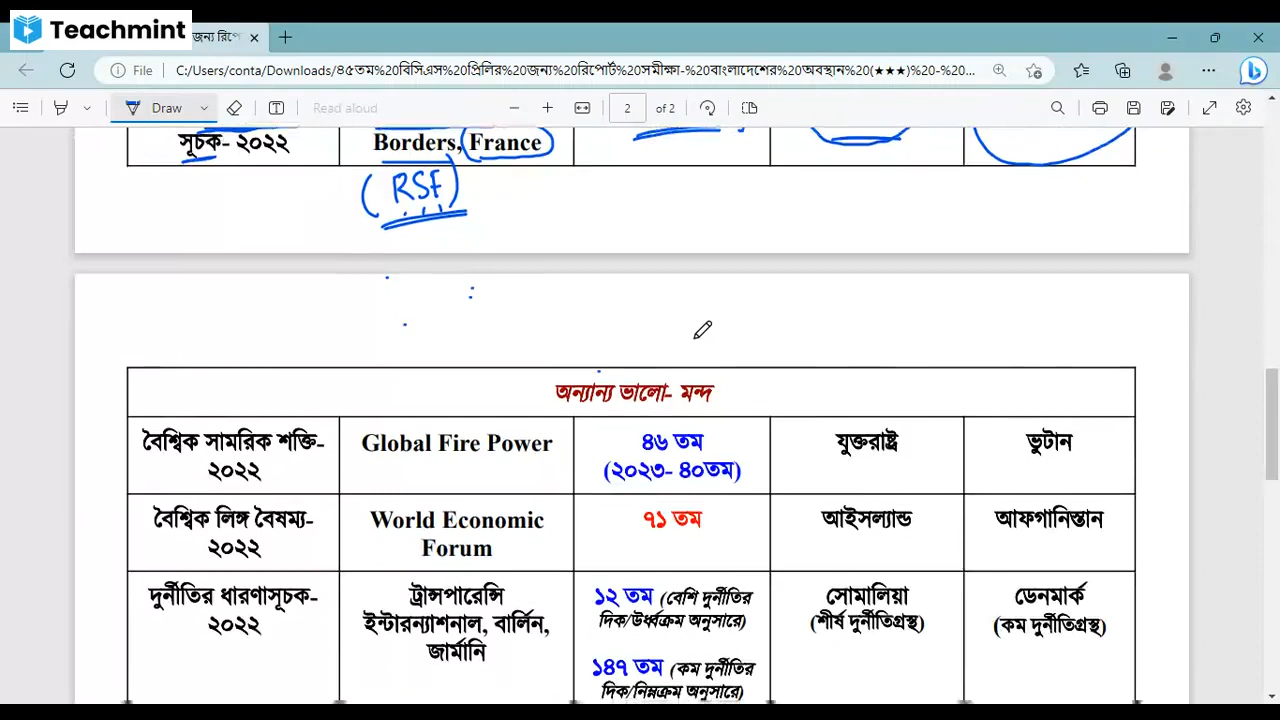 Teachmint
জন্য রিপে
File C:/Users/conta/Downloads/৪৫তম%20বিসিএস%20প্রিলির%20জন্য%20রিপোর্ট%20সমীক্ষা-%20বাংলাদেশের%20অবস্থান%20(★★★)%20-%20-...
Draw Read aloud 2 of 2
সূচক- ২০২২ Borders, France
(RSF)
অন্যান্য ভালো- মন্দ
বৈশ্বিক সামরিক শক্তি- Global Fire Power ৪৬ তম যুক্তরাষ্ট্র ভুটান
২০২২ (২০২৩- ৪০তম)
বৈশ্বিক লিঙ্গ বৈষম্য- World Economic ৭১ তম আইসল্যান্ড আফগানিস্তান
২০২২ Forum
দুর্নীতির ধারণাসূচক- ট্রান্সপারেন্সি ১২ তম (বেশি দুর্নীতির সোমালিয়া ডেনমার্ক
২০২২ ইন্টারন্যাশনাল, বার্লিন, দিক/উর্ধ্বক্রম অনুসারে) (শীর্ষ দুর্নীতিগ্রস্থ) (কম দুর্নীতিগ্রস্থ)
জার্মানি
১৪৭ তম (কম দুর্নীতির
দিক/নিম্নক্রম অনুসারে)